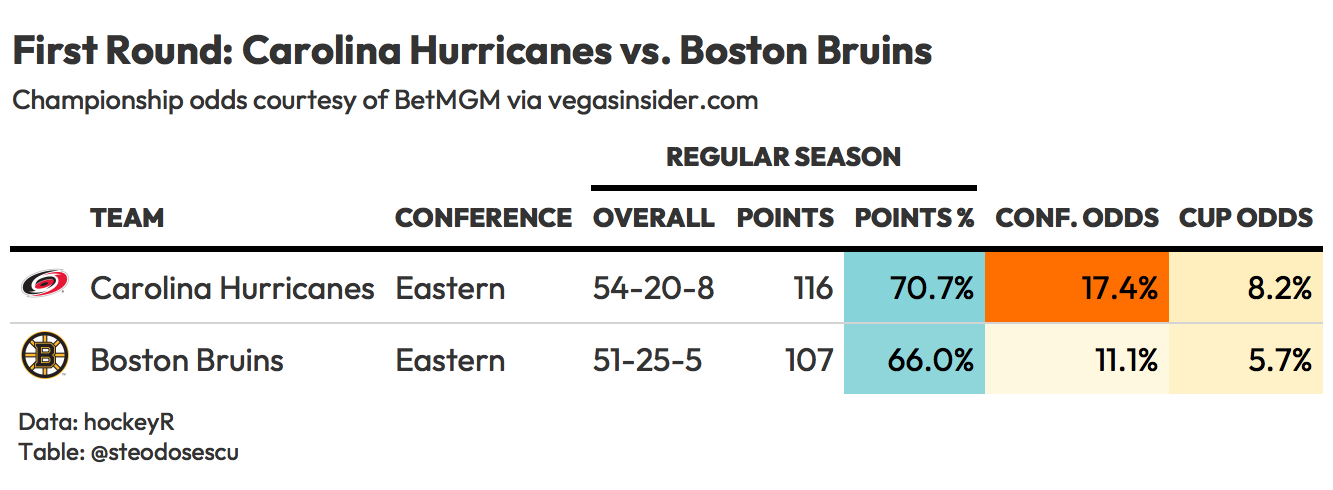 First Round: Carolina Hurricanes vs. Boston Bruins
Championship odds courtesy of BetMGM via vegasinsider.com
REGULAR SEASON
TEAM CONFERENCE OVERALL POINTS POINTS % CONF. ODDS CUP ODDS
Carolina Hurricanes Eastern 54-20-8 116 70.7% 17.4% 8.2%
B Boston Bruins Eastern 51-25-5 107 66.0% 11.1% 5.7%
Data: hockeyR
Table: @steodosescu